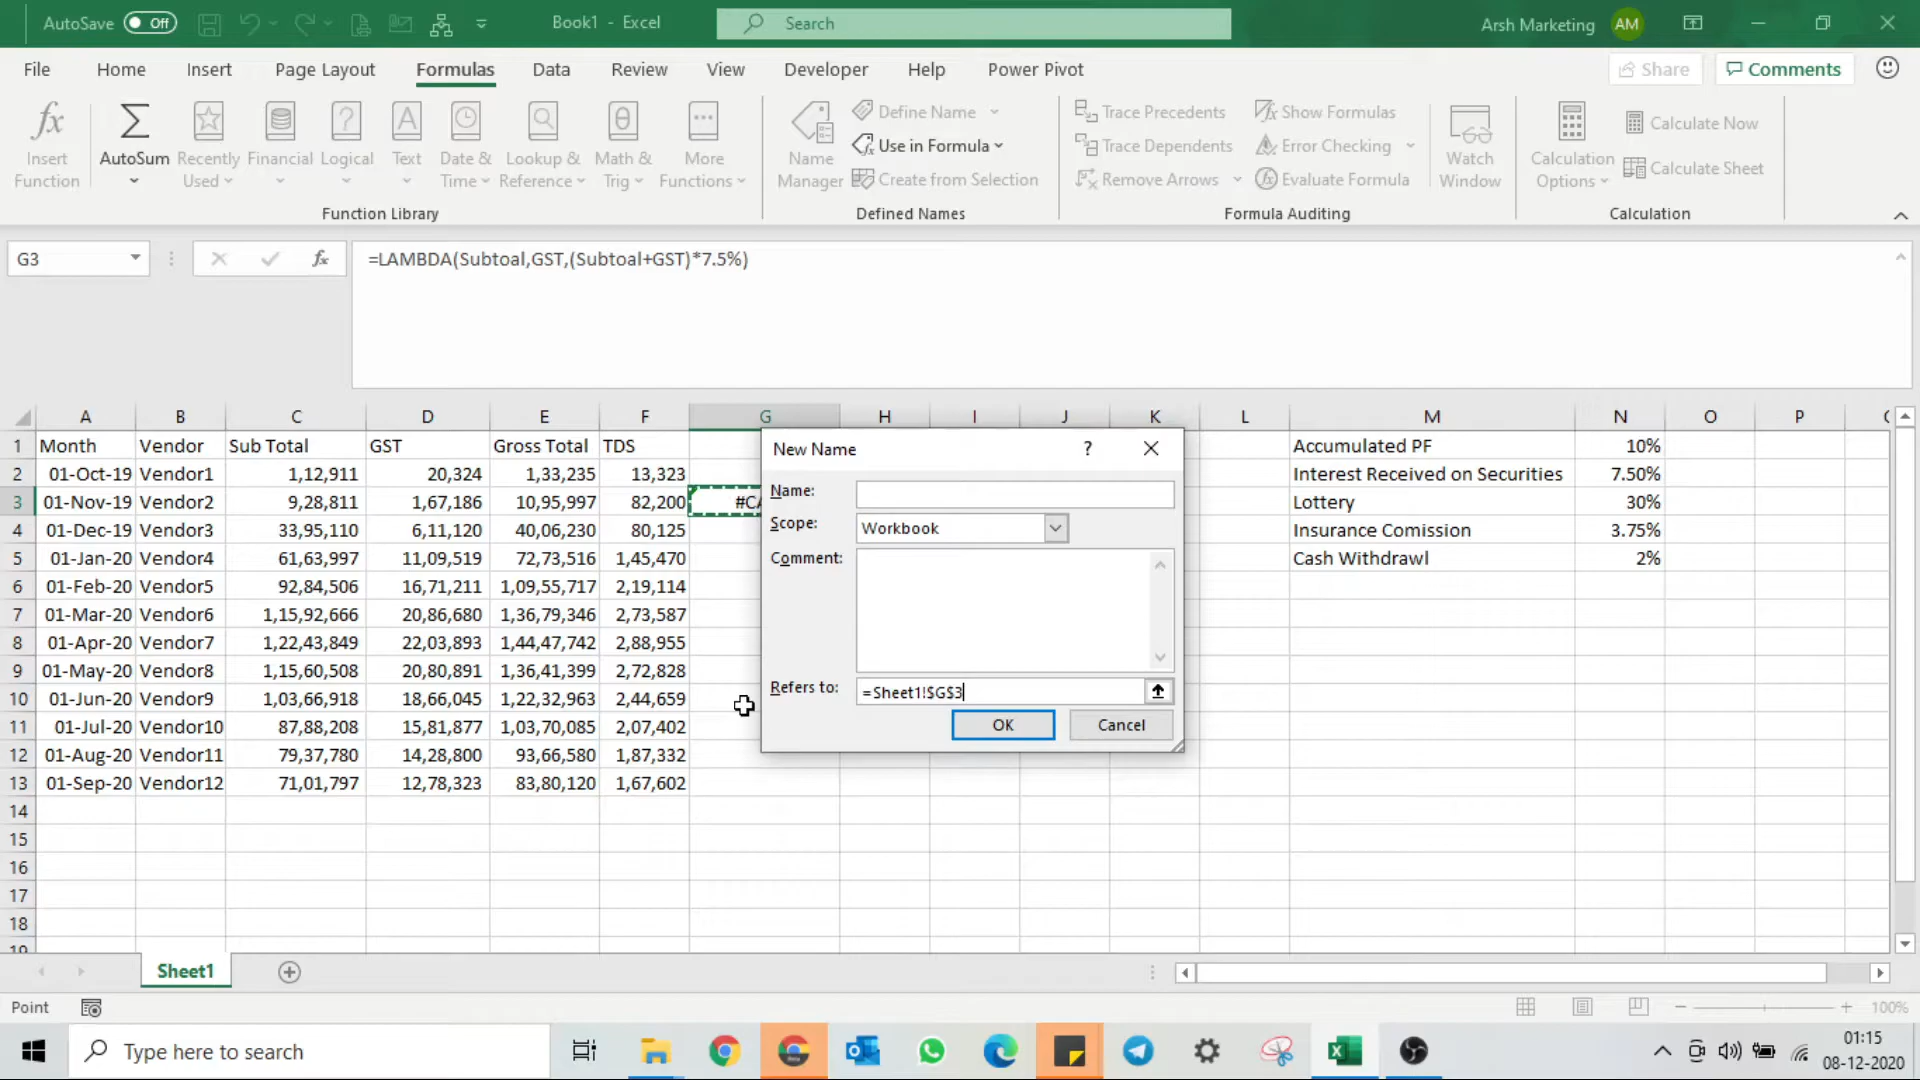 AutoSave Off Book1 - Excel Search Arsh Marketing AM
File Home Insert Page Layout Formulas Data Review View Developer Help Power Pivot Share Comments
Insert Function
AutoSum
Recently Used
Financial
Logical
Text
Date & Time
Lookup & Reference
Math & Trig
More Functions
Function Library
Name Manager
Define Name
Use in Formula
Create from Selection
Defined Names
Trace Precedents
Trace Dependents
Remove Arrows
Show Formulas
Error Checking
Evaluate Formula
Watch Window
Formula Auditing
Calculation Options
Calculate Now
Calculate Sheet
Calculation
G3 fx =LAMBDA(Subtoal,GST,(Subtoal+GST)*7.5%)
A B C D E F G H I J K L M N O P
1 Month Vendor Sub Total GST Gross Total TDS Accumulated PF 10%
2 01-Oct-19 Vendor1 1,12,911 20,324 1,33,235 13,323 Interest Received on Securities 7.50%
3 01-Nov-19 Vendor2 9,28,811 1,67,186 10,95,997 82,200 #CA Lottery 30%
4 01-Dec-19 Vendor3 33,95,110 6,11,120 40,06,230 80,125 Insurance Comission 3.75%
5 01-Jan-20 Vendor4 61,63,997 11,09,519 72,73,516 1,45,470 Cash Withdrawl 2%
6 01-Feb-20 Vendor5 92,84,506 16,71,211 1,09,55,717 2,19,114
7 01-Mar-20 Vendor6 1,15,92,666 20,86,680 1,36,79,346 2,73,587
8 01-Apr-20 Vendor7 1,22,43,849 22,03,893 1,44,47,742 2,88,955
9 01-May-20 Vendor8 1,15,60,508 20,80,891 1,36,41,399 2,72,828
10 01-Jun-20 Vendor9 1,03,66,918 18,66,045 1,22,32,963 2,44,659
11 01-Jul-20 Vendor10 87,88,208 15,81,877 1,03,70,085 2,07,402
12 01-Aug-20 Vendor11 79,37,780 14,28,800 93,66,580 1,87,332
13 01-Sep-20 Vendor12 71,01,797 12,78,323 83,80,120 1,67,602
14
15
16
17
18
19
New Name ?
Name:
Scope: Workbook
Comment:
Refers to: =Sheet1!$G$3
OK Cancel
Sheet1
Point 100%
Type here to search
01:15
08-12-2020